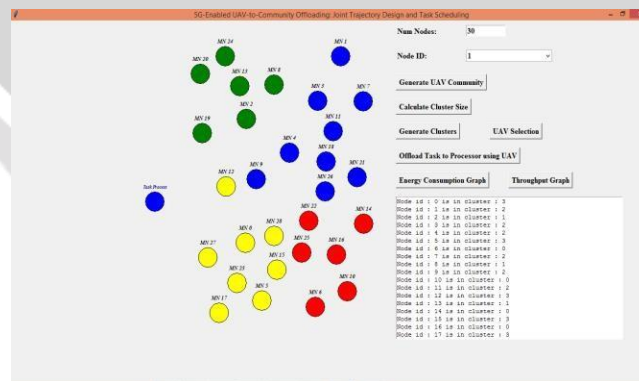 5G-Enabled UAV-to-Community Offloading: Joint Trajectory Design and Task Scheduling
Num Nodes: 30
Node ID: 1
Generate UAV Community
Calculate Cluster Size
Generate Clusters UAV Selection
Offload Task to Processor using UAV
Energy Consumption Graph Throughput Graph
Node id : 0 is in cluster : 3
Node id : 1 is in cluster : 2
Node id : 2 is in cluster : 1
Node id : 3 is in cluster : 2
Node id : 4 is in cluster : 2
Node id : 5 is in cluster : 3
Node id : 6 is in cluster : 0
Node id : 7 is in cluster : 2
Node id : 8 is in cluster : 1
Node id : 9 is in cluster : 2
Node id : 10 is in cluster : 0
Node id : 11 is in cluster : 2
Node id : 12 is in cluster : 3
Node id : 13 is in cluster : 1
Node id : 14 is in cluster : 0
Node id : 15 is in cluster : 3
Node id : 16 is in cluster : 0
Node id : 17 is in cluster : 3
MN 24
MN 1
MN 20
MN 13
MN 8
MN 3
MN 7
MN 2
MN 19
MN 11
MN 4
MN 18
MN 12
MN 9
MN 21
MN 26
Task Processor
MN 22
MN 14
MN 28
MN 27
MN 25
MN 16
MN 15
MN 5
MN 17
MN 10